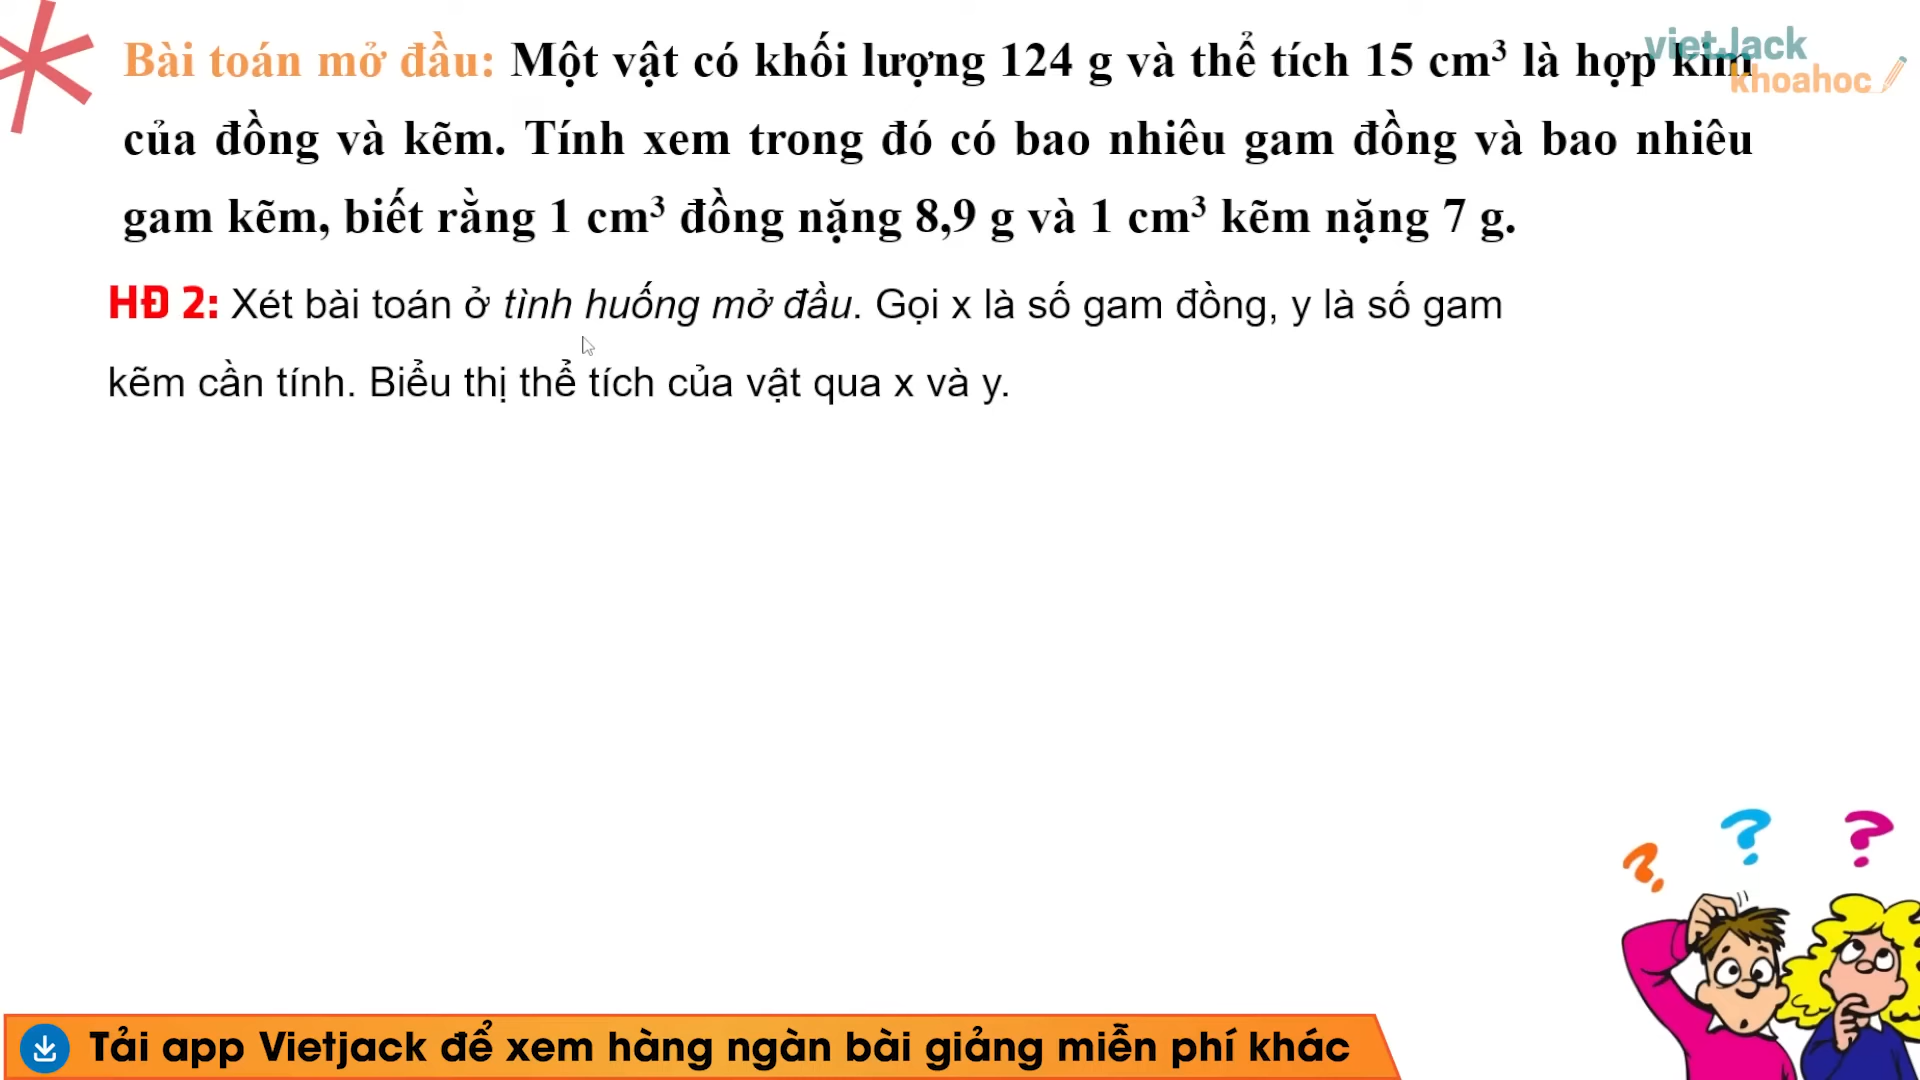 Bài toán mở đầu: Một vật có khối lượng 124 g và thể tích 15 cm³ là hợp kim
của đồng và kẽm. Tính xem trong đó có bao nhiêu gam đồng và bao nhiêu
gam kẽm, biết rằng 1 cm³ đồng nặng 8,9 g và 1 cm³ kẽm nặng 7 g.
vietJack
khoahoc
HĐ 2: Xét bài toán ở tình huống mở đầu. Gọi x là số gam đồng, y là số gam
kẽm cần tính. Biểu thị thể tích của vật qua x và y.
? ? ?
Tải app Vietjack để xem hàng ngàn bài giảng miễn phí khác